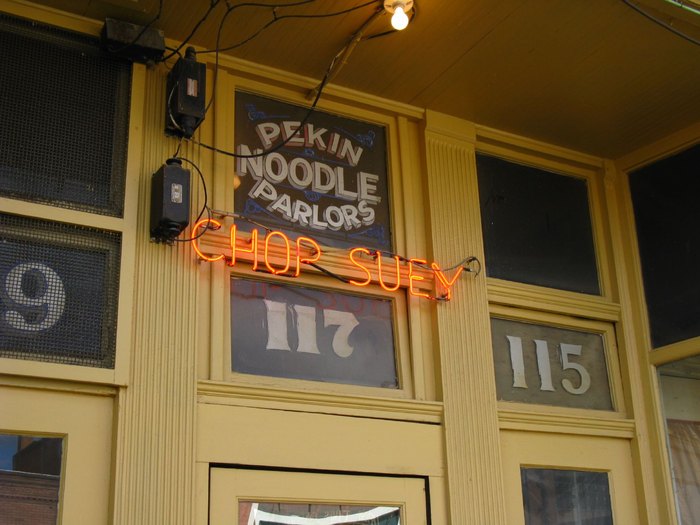 PEKIN
NOODLE
PARLORS
CHOP SUEY
9
117
115